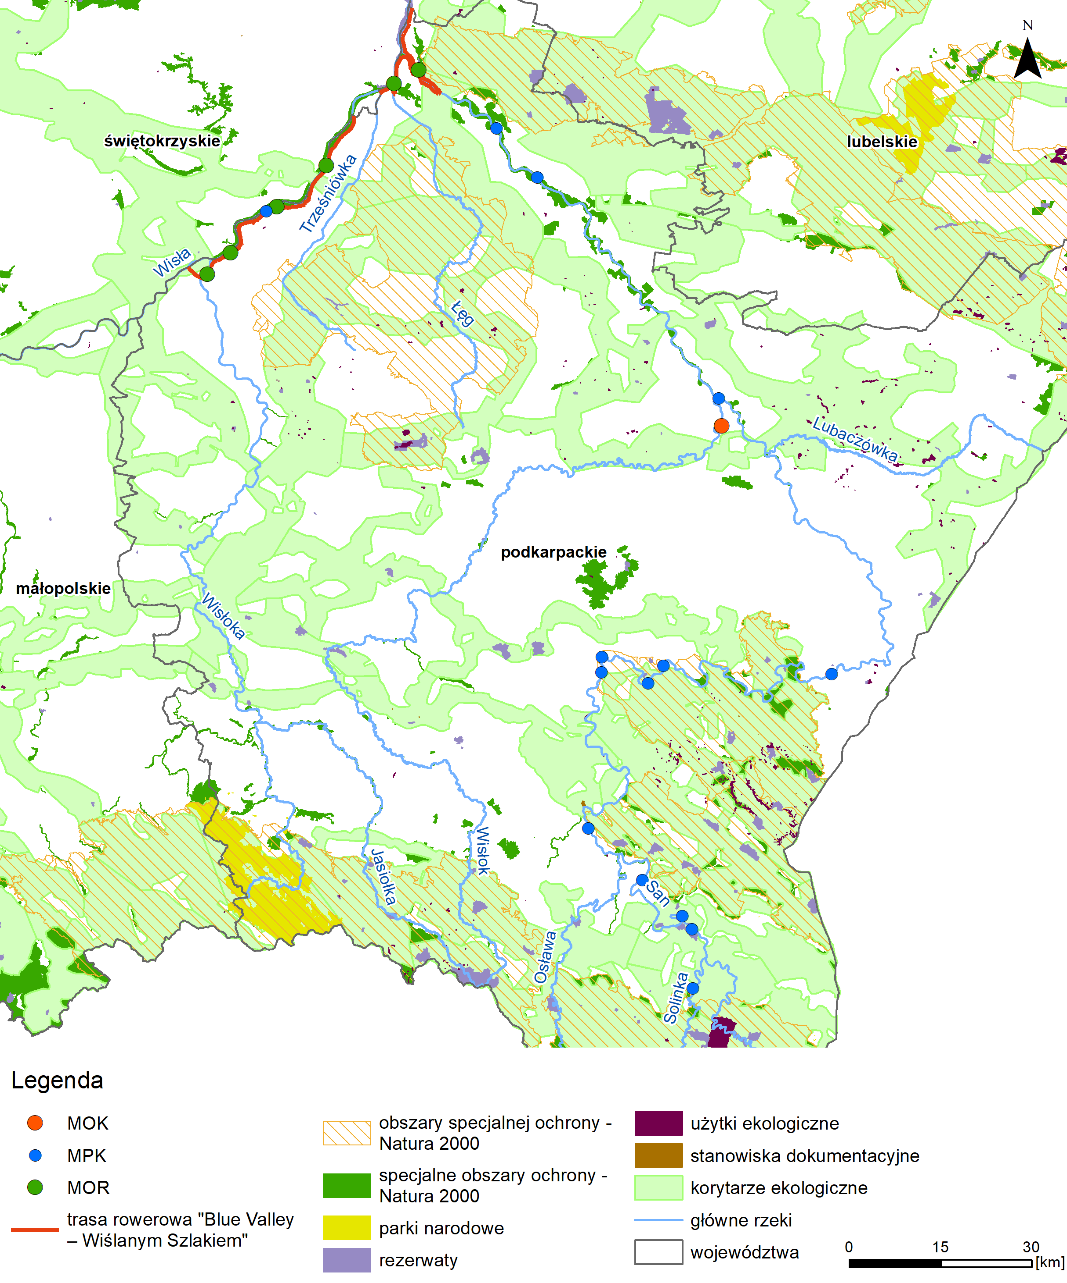 N
świętokrzyskie
lubelskie
Trześniówka
Wisła
Łęg
Lubaczówka
podkarpackie
małopolskie
Wisłoka
Jasiołka
Wisłok
San
Osława
Solinka
Legenda
MOK
MPK
MOR
trasa rowerowa "Blue Valley
– Wiślanym Szlakiem"
obszary specjalnej ochrony -
Natura 2000
specjalne obszary ochrony -
Natura 2000
parki narodowe
rezerwaty
użytki ekologiczne
stanowiska dokumentacyjne
korytarze ekologiczne
główne rzeki
województwa
0 15 30
[km]